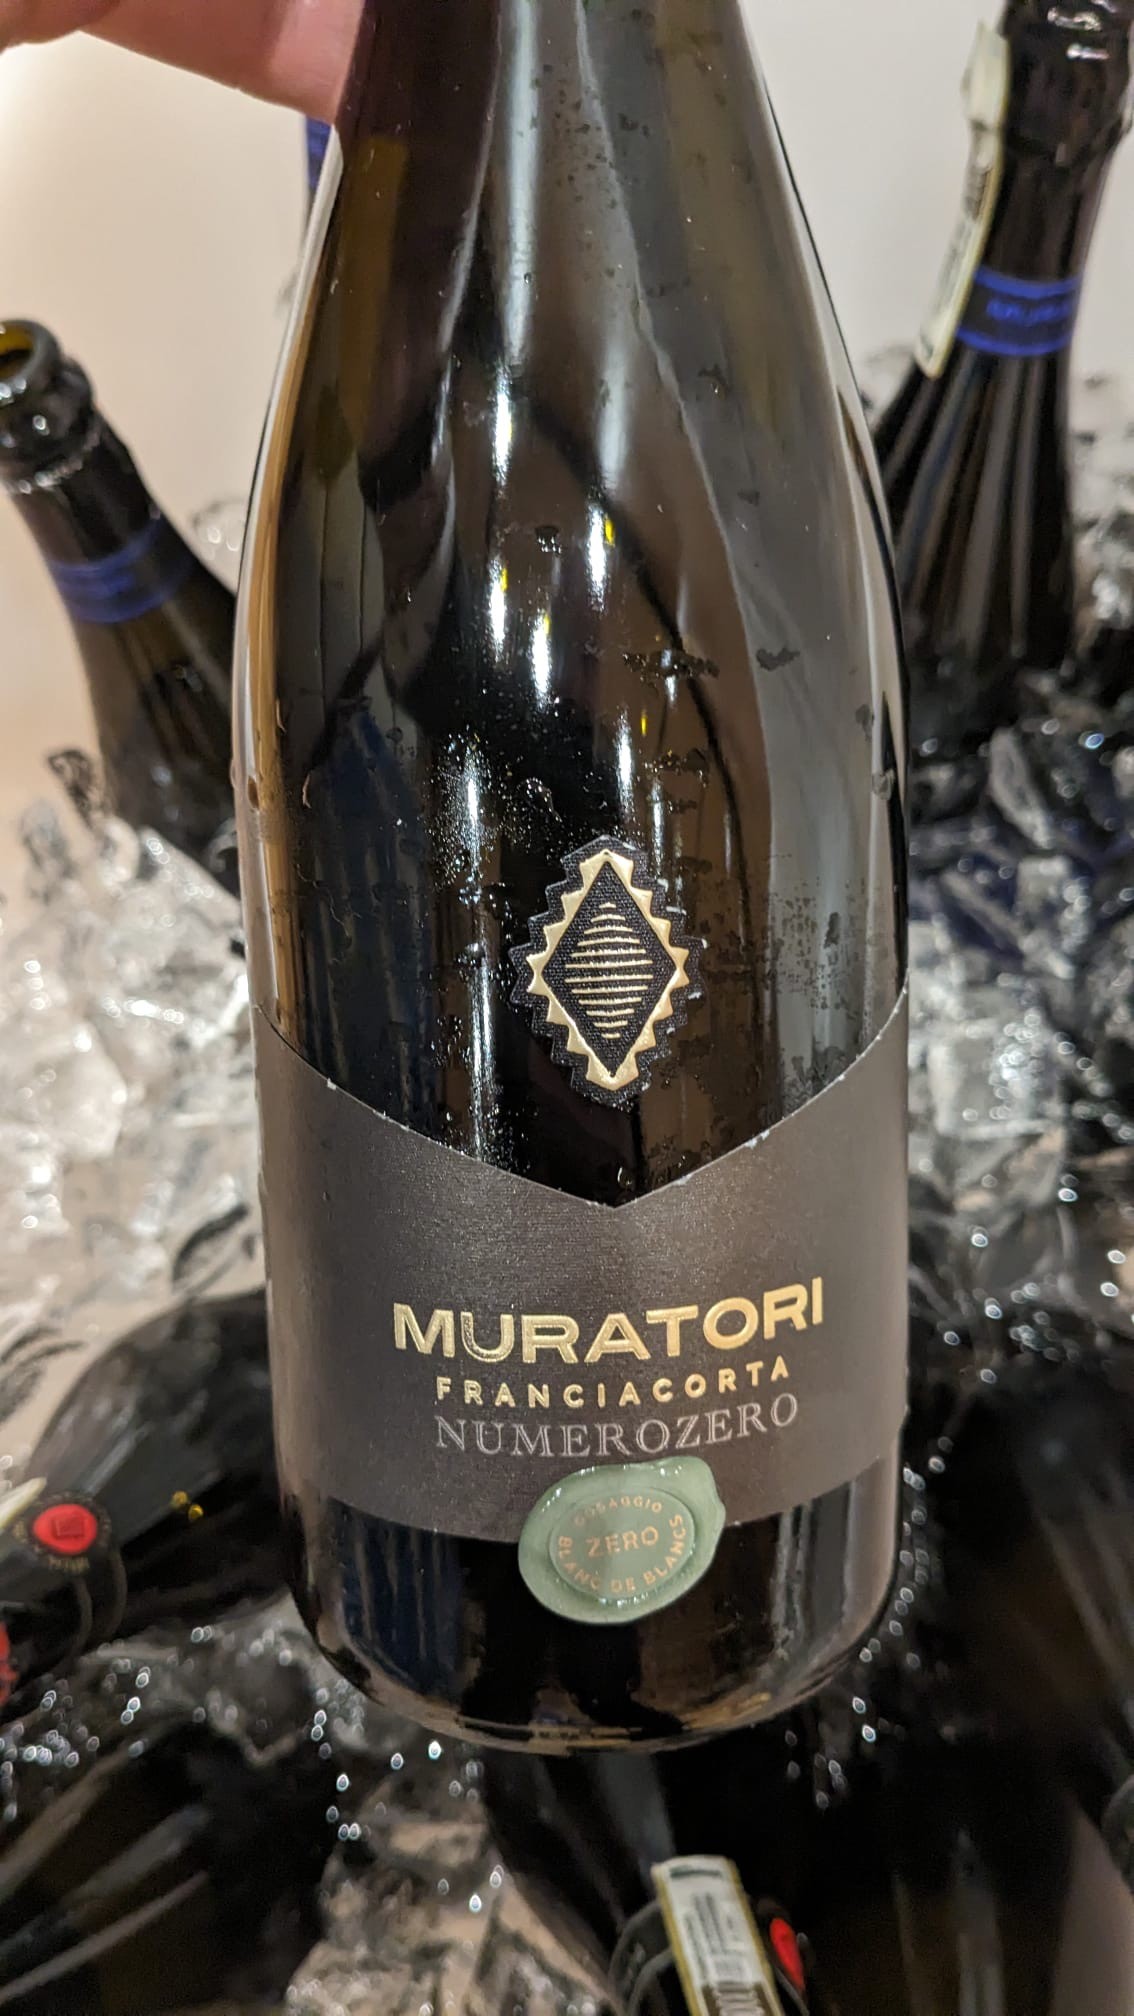 MURATORI
FRANCIACORTA
NUMEROZERO
DOSAGGIO
ZERO
BLANC DE BLANCS